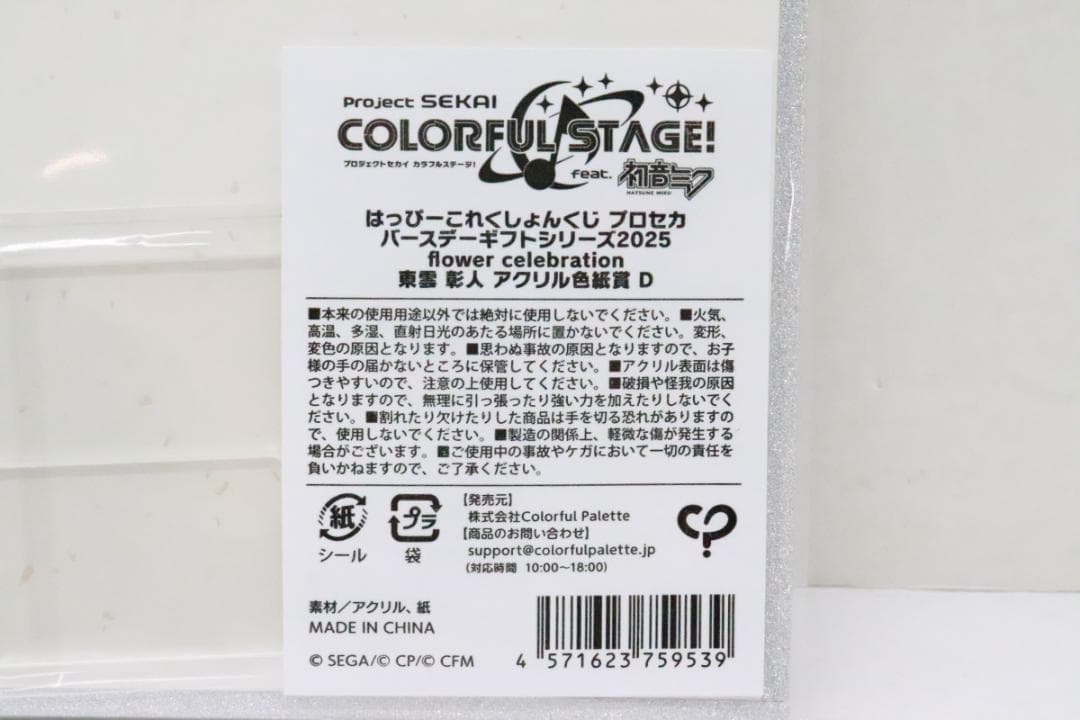 Project SEKAI
COLORFUL STAGE!
プロジェクトセカイ カラフルステージ!
feat. 初音ミク
HATSUNE MIKU
はっぴーこれくしょんくじ プロセカ
バースデーギフトシリーズ2025
flower celebration
東雲 彰人 アクリル色紙賞 D
■本来の使用用途以外では絶対に使用しないでください。■火気、
高温、多湿、直射日光のあたる場所に置かないでください。変形、
変色の原因となります。■思わぬ事故の原因となりますので、お子
様の手の届かないところに保管してください。■アクリル表面は傷
つきやすいので、注意の上使用してください。■破損や怪我の原因
となりますので、無理に引っ張ったり強い力を加えたりしないでく
ださい。■割れたり欠けたりした商品は手を切る恐れがありますの
で、使用しないでください。■製造の関係上、軽微な傷が発生する
場合がございます。■ご使用中の事故やケガにおいて一切の責任を
負いかねますので、ご了承ください。
紙
シール
プラ
袋
【発売元】
株式会社Colorful Palette
【商品のお問い合わせ】
support@colorfulpalette.jp
(対応時間 10:00～18:00)
素材／アクリル、紙
MADE IN CHINA
© SEGA/© CP/© CFM
4 571623 759539